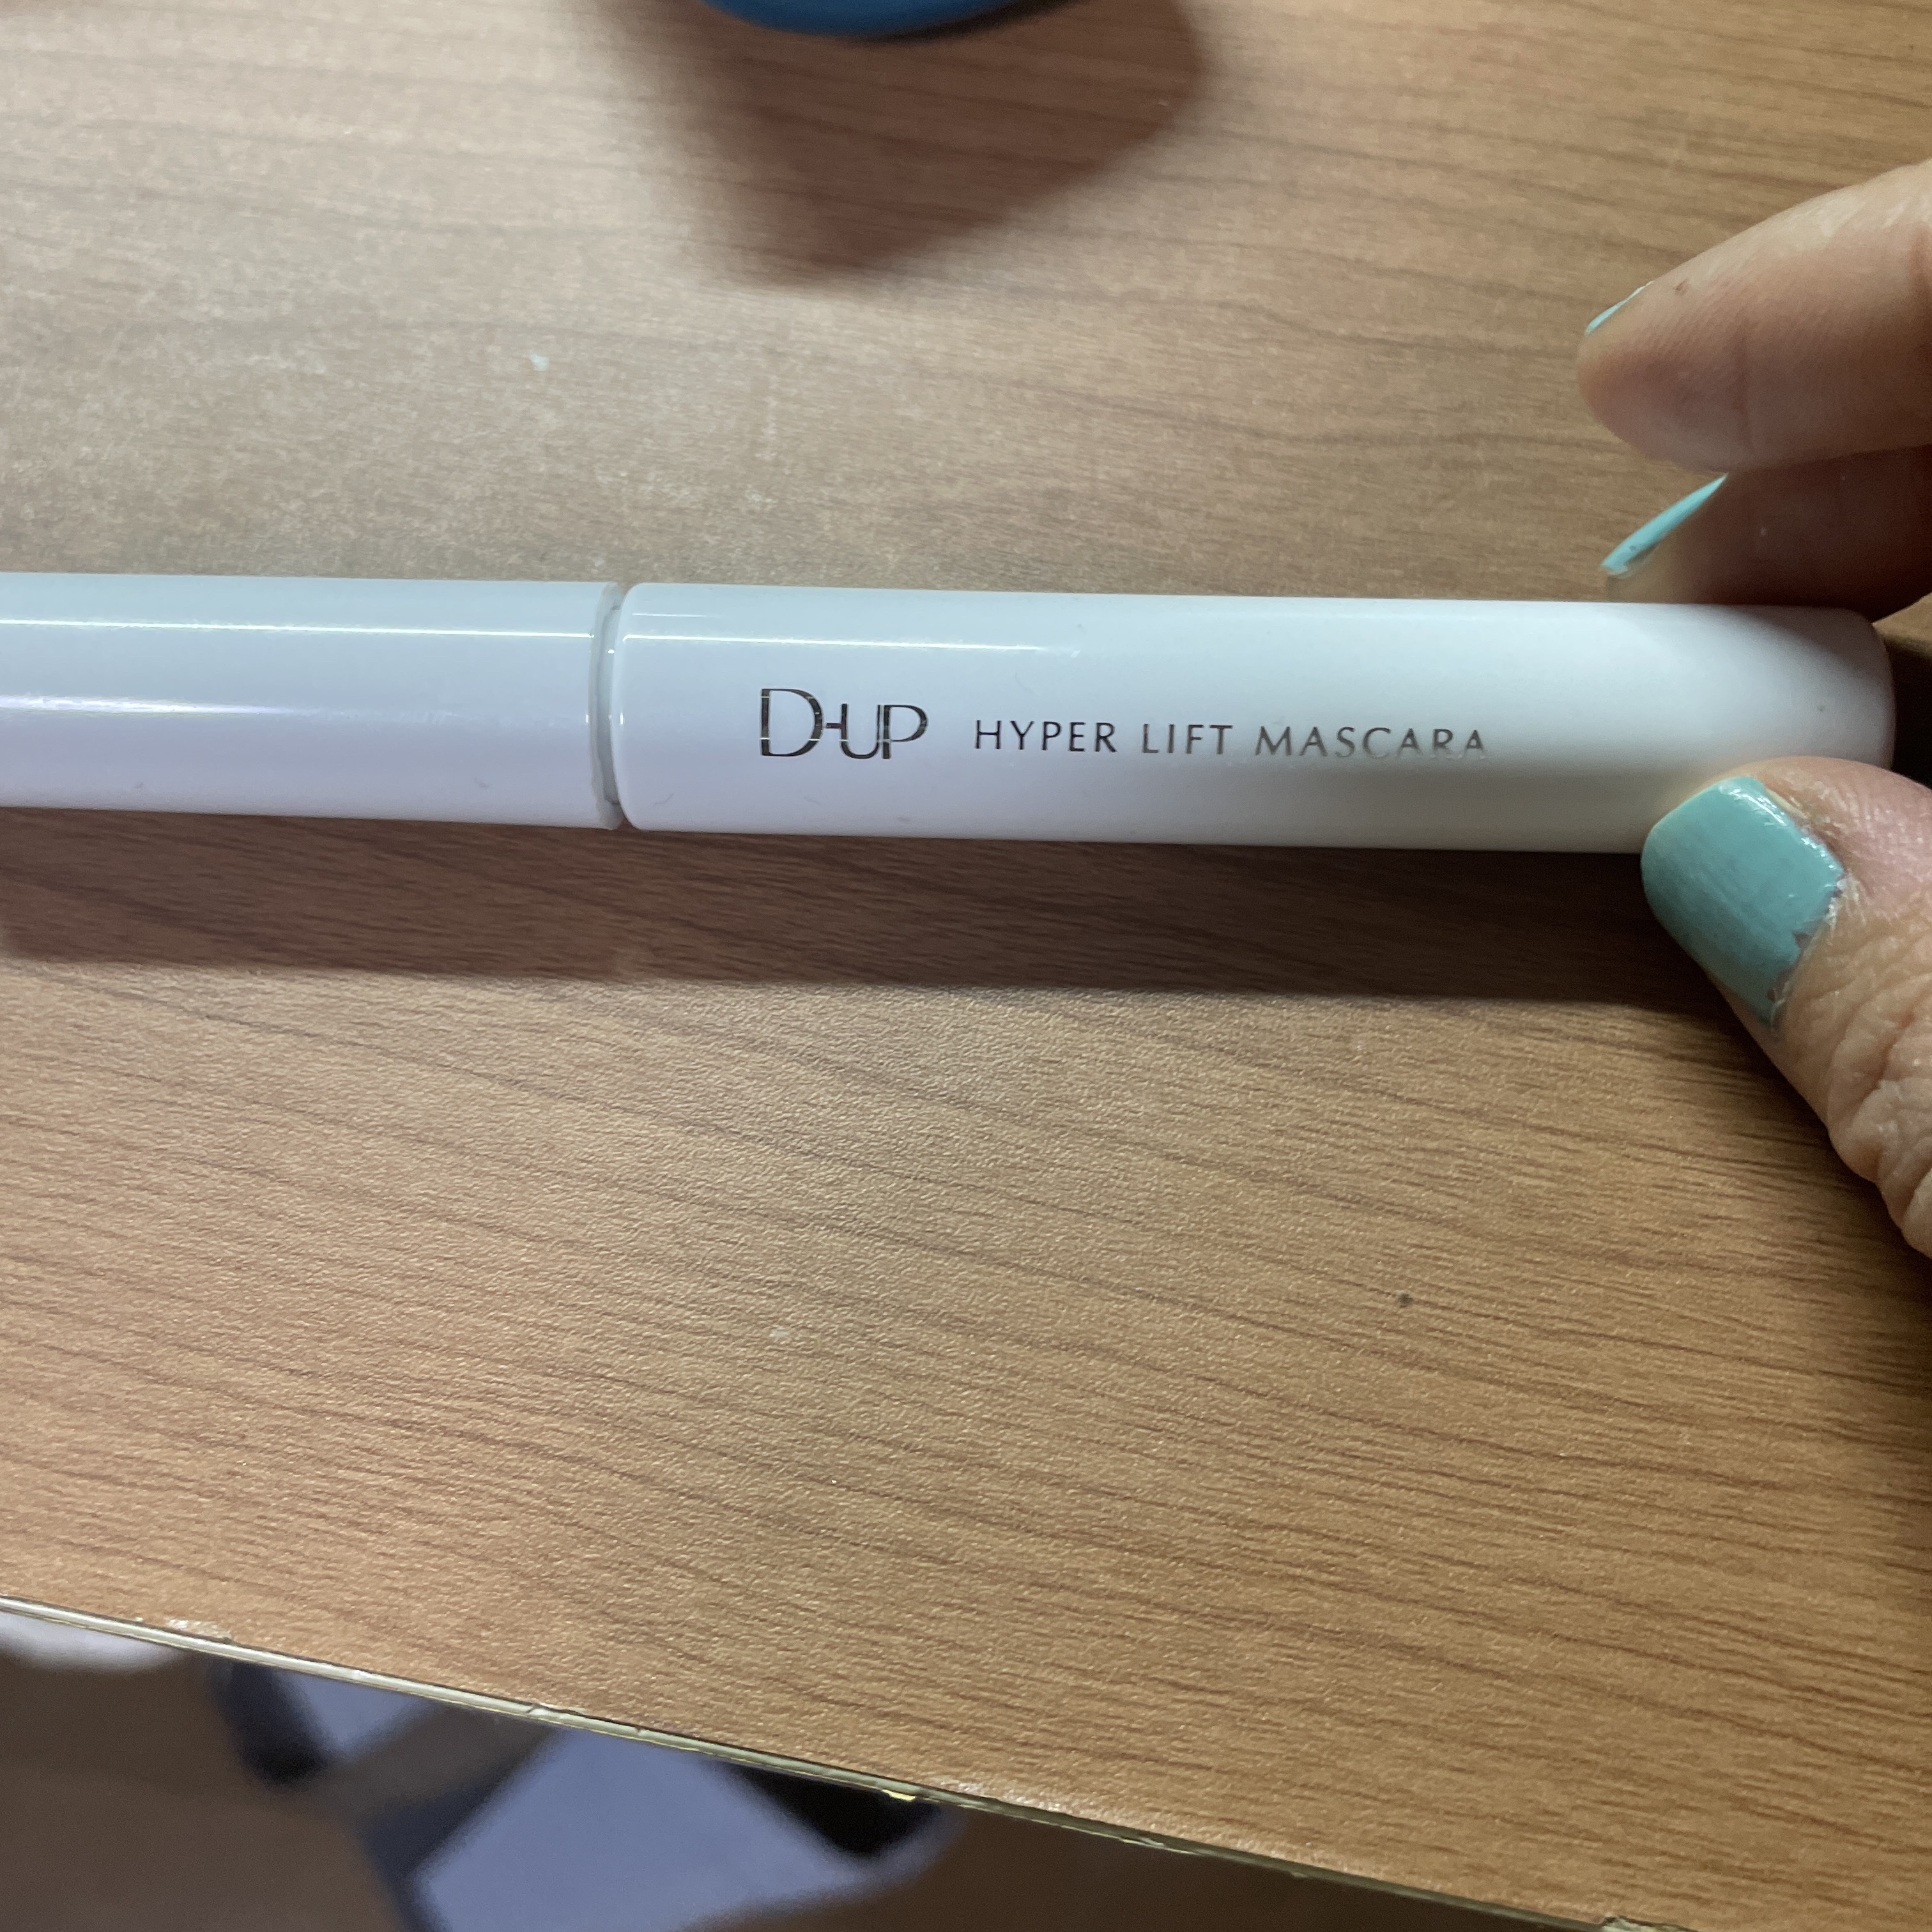 D-UP HYPER LIFT MASCARA